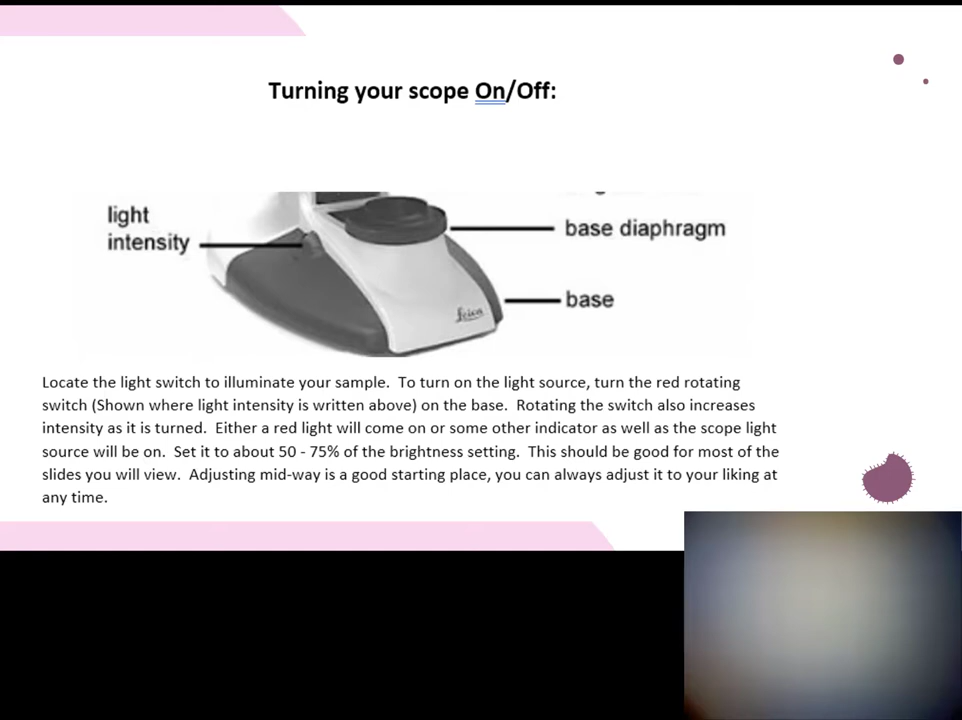 Turning your scope On/Off:
light
intensity
base diaphragm
base
Leica
Locate the light switch to illuminate your sample.  To turn on the light source, turn the red rotating
switch (Shown where light intensity is written above) on the base.  Rotating the switch also increases
intensity as it is turned.  Either a red light will come on or some other indicator as well as the scope light
source will be on.  Set it to about 50 - 75% of the brightness setting.  This should be good for most of the
slides you will view.  Adjusting mid-way is a good starting place, you can always adjust it to your liking at
any time.